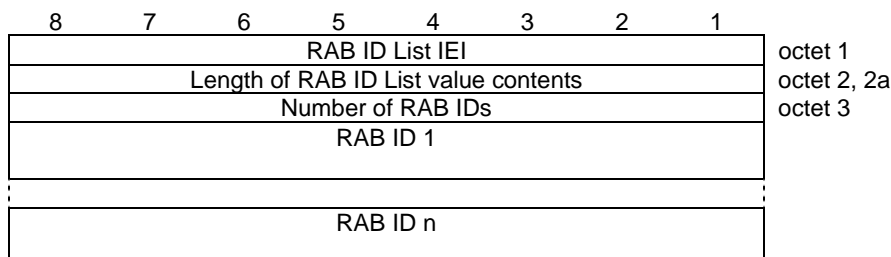 8 7 6 5 4 3 2 1
RAB ID List IEI octet 1
Length of RAB ID List value contents octet 2, 2a
Number of RAB IDs octet 3
RAB ID 1
RAB ID n